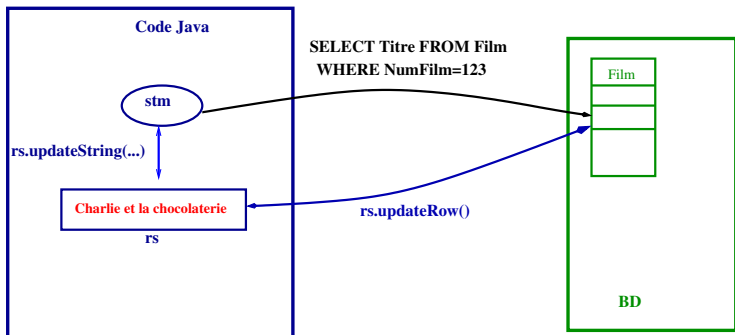 Code Java
SELECT Titre FROM Film
WHERE NumFilm=123
Film
stm
rs.updateString(...)
Charlie et la chocolaterie
rs.updateRow()
rs
BD